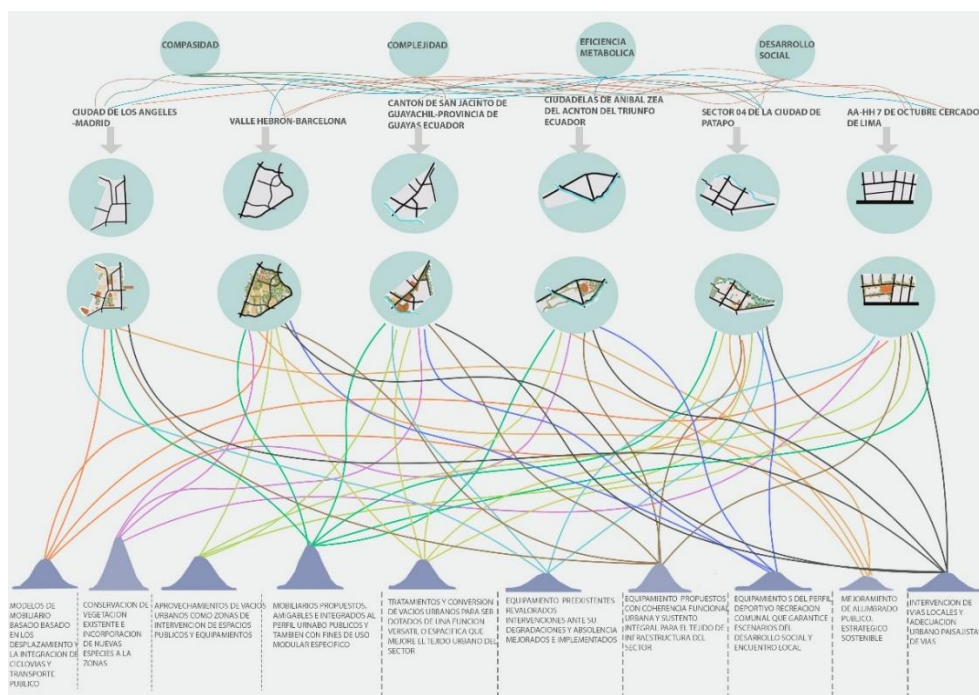 COMPASIDAD
COMPLEJIDAD
EFICIENCIA
METABOLICA
DESARROLLO
SOCIAL
CIUDAD DE LOS ANGELES
-MADRID
VALLE HEBRON-BARCELONA
CANTON DE SAN JACINTO DE
GUAYACHIL-PROVINCIA DE
GUAYAS ECUADOR
CIUDADELAS DE ANIBAL ZEA
DEL ACNTON DEL TRIUNFO
ECUADOR
SECTOR 04 DE LA CIUDAD DE
PATAPO
AA-HH 7 DE OCTUBRE CERCADO
DE LIMA
MODELOS DE
MOBILIARIO
BASADO BASADO
EN LOS
DESPLAZAMIENTO Y
LA INTEGRACION DE
CICLOVIAS Y
TRANSPORTE
PUBLICO
CONSERVACION DE
VEGETACION
EXISTENTE E
INCORPORACION
DE NUEVAS
ESPECIES A LA
ZONAS
APROVECHAMIENTOS DE VACIOS
URBANOS COMO ZONAS DE
INTERVENCION DE ESPACIOS
PUBLICOS Y EQUIPAMIENTOS
MOBILIARIOS PROPUESTOS,
AMIGABLES E INTEGRADOS AL
PERFIL URNABO PUBLICOS Y
TAMBIEN CON FINES DE USO
MODULAR ESPECIFICO
TRATAMIENTOS Y CONVERSION
DE VACIOS URBANOS PARA SER
DOTADOS DE UNA FUNCION
VERSATIL O ESPACIFICA QUE
MEJORE EL TEJIDO URBANO DEL
SECTOR
EQUIPAMIENTO PREEXISTENTES
REVALORADOS
INTERVENCIONES ANTE SU
DEGRADACIONES Y ABSOLENCIA
MEJORADOS E IMPLEMENTADOS
EQUIPAMIENTO PROPUESTOS
CON COHERENCIA FUNCIONAL
URBANA Y SUSTENTO
INTEGRAL PARA EL TEJIDO DE
INFRAESTRUCTURA DEL
SECTOR
EQUIPAMIENTO S DEL PERFIL
DEPORTIVO RECREACION
COMUNAL QUE GARANTICE
ESCENARIOS DEL
DESARROLLO SOCIAL Y
ENCUENTRO LOCAL
MEJORAMIENTO
DE ALUMBRADO
PUBLICO,
ESTRATEGICO
SOSTENIBLE
INTERVENCION DE
VIAS LOCALES Y
ADECUACION
URBANO PAISAJISTAS
DE VIAS